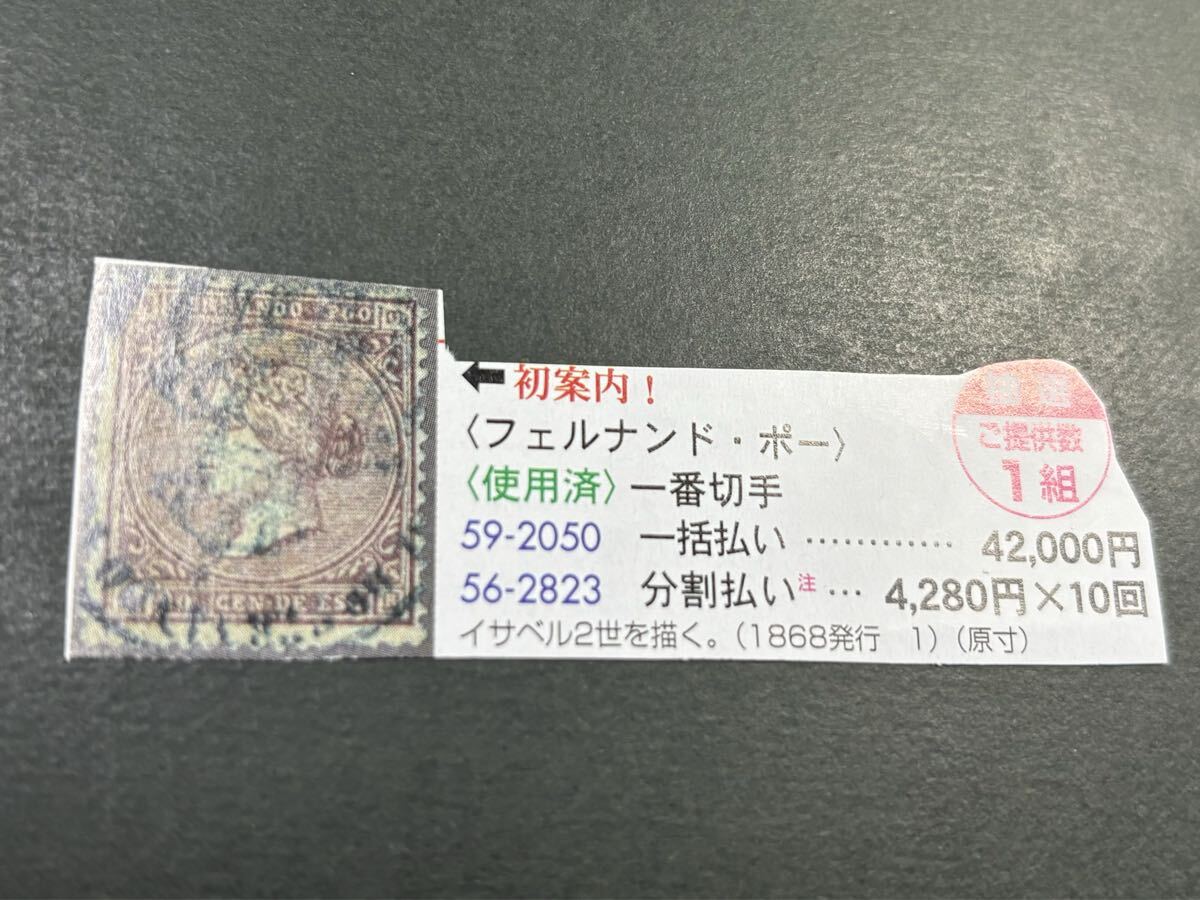 初案内！
〈フェルナンド・ポー〉
〈使用済〉一番切手
59-2050 一括払い ………… 42,000円
56-2823 分割払い注 … 4,280円×10回
イサベル2世を描く。(1868発行 1)(原寸)
ご提供数
1組